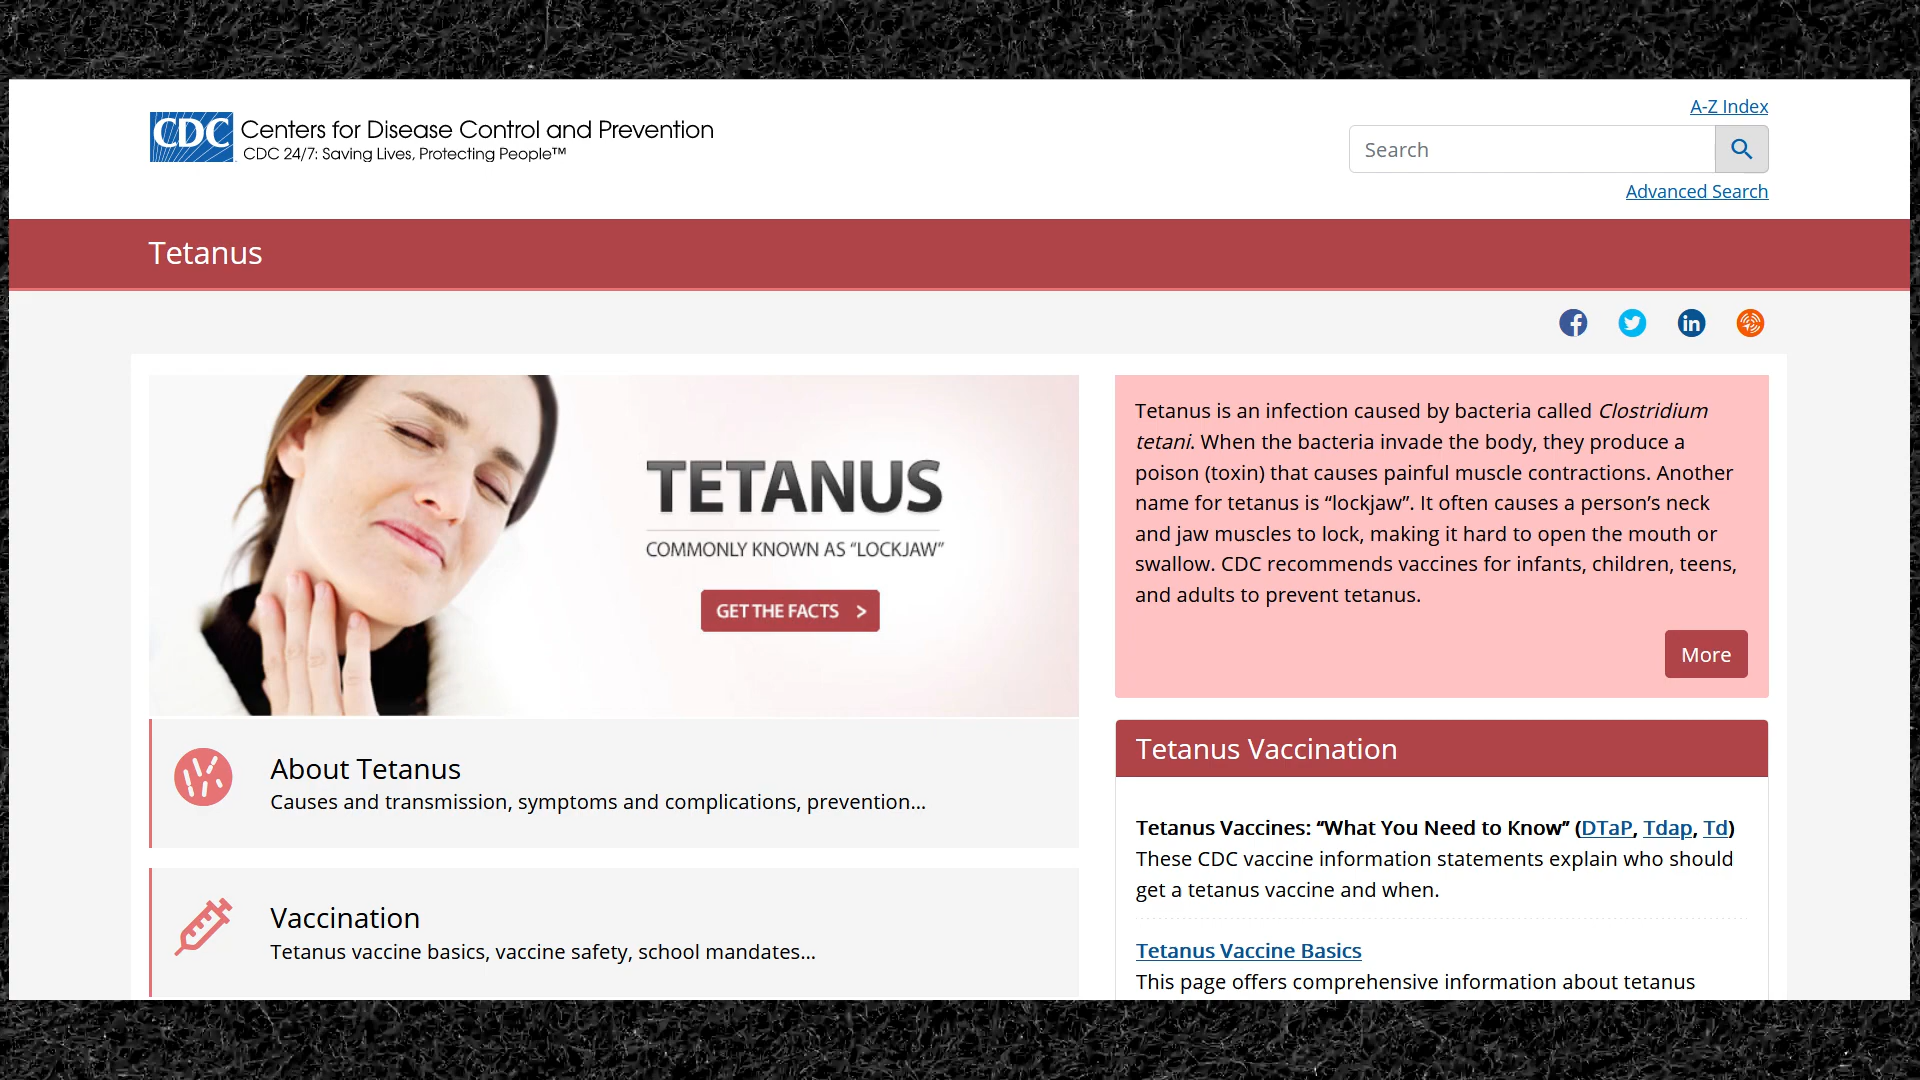 CDC Centers for Disease Control and Prevention
CDC 24/7: Saving Lives, Protecting People™
A-Z Index
Search
Advanced Search
Tetanus
TETANUS
COMMONLY KNOWN AS “LOCKJAW”
GET THE FACTS >
About Tetanus
Causes and transmission, symptoms and complications, prevention...
Vaccination
Tetanus vaccine basics, vaccine safety, school mandates...
Tetanus is an infection caused by bacteria called Clostridium
tetani. When the bacteria invade the body, they produce a
poison (toxin) that causes painful muscle contractions. Another
name for tetanus is “lockjaw”. It often causes a person’s neck
and jaw muscles to lock, making it hard to open the mouth or
swallow. CDC recommends vaccines for infants, children, teens,
and adults to prevent tetanus.
More
Tetanus Vaccination
Tetanus Vaccines: “What You Need to Know” (DTaP, Tdap, Td)
These CDC vaccine information statements explain who should
get a tetanus vaccine and when.
Tetanus Vaccine Basics
This page offers comprehensive information about tetanus